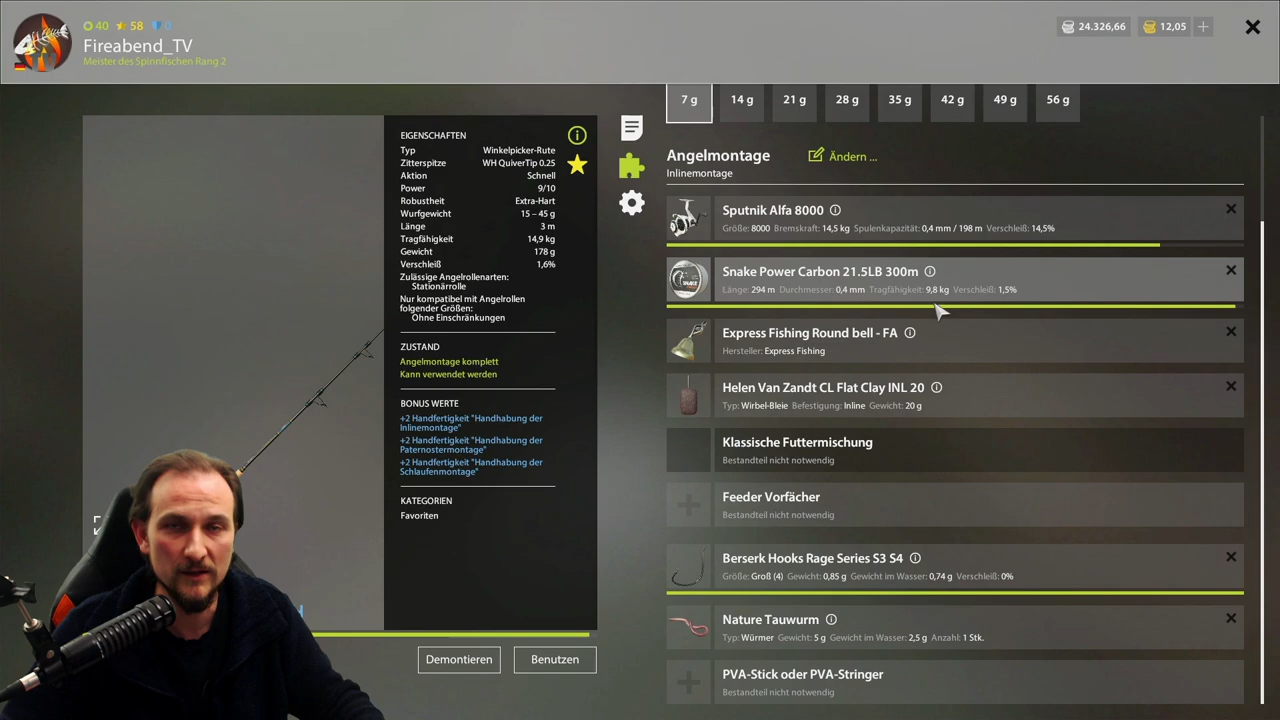 40 58 0
Fireabend_TV
Meister des Spinnfischen Rang 2
24.326,66 12,05
EIGENSCHAFTEN
Typ Winkelpicker-Rute
Zitterspitze WH QuiverTip 0.25
Aktion Schnell
Power 9/10
Robustheit Extra-Hart
Wurfgewicht 15 – 45 g
Länge 3 m
Tragfähigkeit 14,9 kg
Gewicht 178 g
Verschleiß 1,6%
Zulässige Angelrollenarten:
Stationärrolle
Nur kompatibel mit Angelrollen
folgender Größen:
Ohne Einschränkungen
ZUSTAND
Angelmontage komplett
Kann verwendet werden
BONUS WERTE
+2 Handfertigkeit "Handhabung der
Inlinemontage"
+2 Handfertigkeit "Handhabung der
Paternostermontage"
+2 Handfertigkeit "Handhabung der
Schlaufenmontage"
KATEGORIEN
Favoriten
Demontieren Benutzen
7 g 14 g 21 g 28 g 35 g 42 g 49 g 56 g
Angelmontage Ändern ...
Inlinemontage
Sputnik Alfa 8000
Größe: 8000 Bremskraft: 14,5 kg Spulenkapazität: 0,4 mm / 198 m Verschleiß: 14,5%
Snake Power Carbon 21.5LB 300m
Länge: 294 m Durchmesser: 0,4 mm Tragfähigkeit: 9,8 kg Verschleiß: 1,5%
Express Fishing Round bell - FA
Hersteller: Express Fishing
Helen Van Zandt CL Flat Clay INL 20
Typ: Wirbel-Bleie Befestigung: Inline Gewicht: 20 g
Klassische Futtermischung
Bestandteil nicht notwendig
Feeder Vorfächer
Bestandteil nicht notwendig
Berserk Hooks Rage Series S3 S4
Größe: Groß (4) Gewicht: 0,85 g Gewicht im Wasser: 0,74 g Verschleiß: 0%
Nature Tauwurm
Typ: Würmer Gewicht: 5 g Gewicht im Wasser: 2,5 g Anzahl: 1 Stk.
PVA-Stick oder PVA-Stringer
Bestandteil nicht notwendig